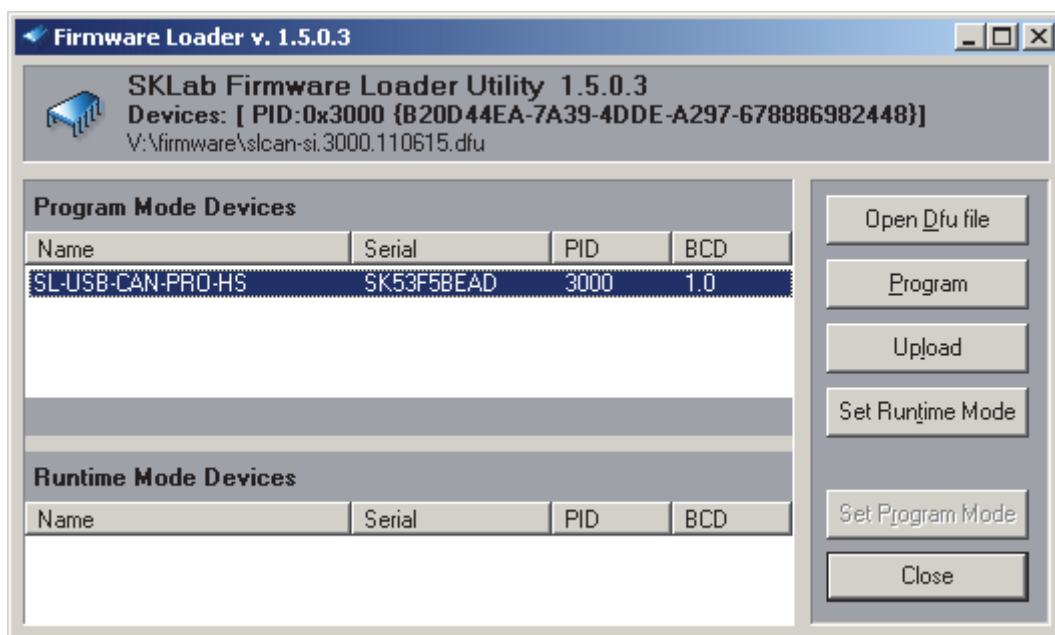 Firmware Loader v. 1.5.0.3
SKLab Firmware Loader Utility 1.5.0.3
Devices: [ PID:0x3000 {B20D44EA-7A39-4DDE-A297-678886982448}]
V:\firmware\slcan-si.3000.110615.dfu
Program Mode Devices
Name Serial PID BCD
SL-USB-CAN-PRO-HS SK53F5BEAD 3000 1.0
Runtime Mode Devices
Name Serial PID BCD
Open Dfu file
Program
Upload
Set Runtime Mode
Set Program Mode
Close